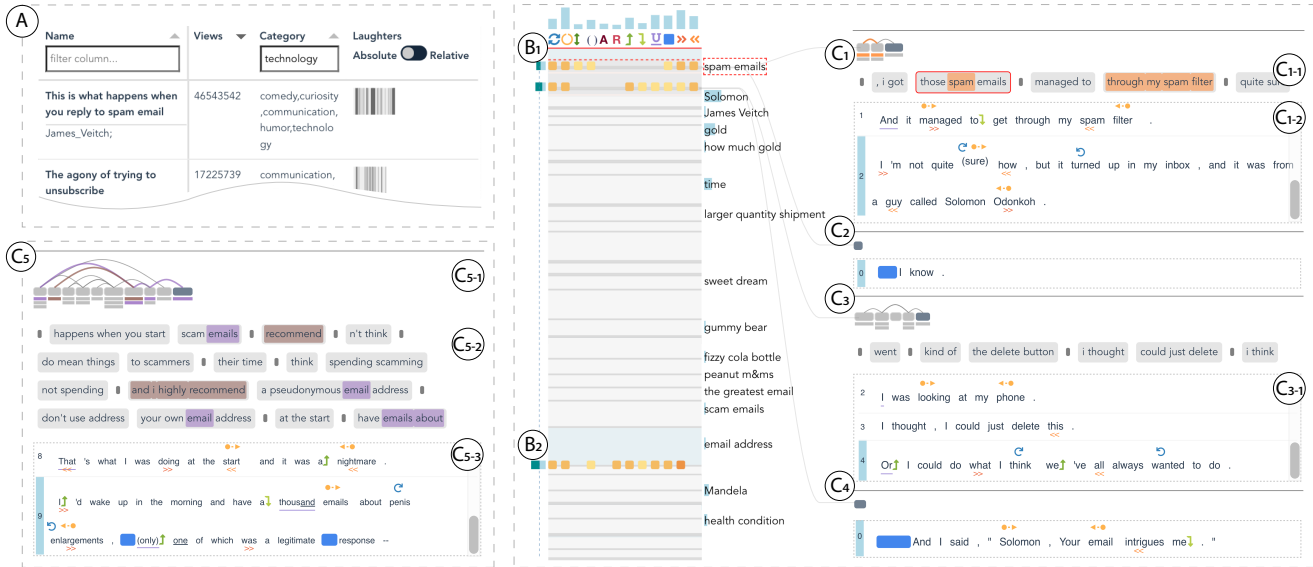 A
Name
Views
Category
Laughters
filter column...
technology
Absolute
Relative
This is what happens when
you reply to spam email
James_Veitch;
46543542
comedy,curiosity
,communication,
humor,technolo
gy
The agony of trying to
unsubscribe
17225739
communication,
C5
C5-1
happens when you start
scam emails
recommend
n't think
C5-2
do mean things
to scammers
their time
think
spending scamming
not spending
and i highly recommend
a pseudonymous email address
don't use address
your own email address
at the start
have emails about
C5-3
8
That 's what I was doing at the start and it was a nightmare .
<< >> <<
9
I 'd wake up in the morning and have a thousand emails about penis
>>
enlargements , (only) one of which was a legitimate response --
>> >>
B1
( ) A R U >> <<
spam emails
Solomon
James Veitch
gold
how much gold
time
larger quantity shipment
sweet dream
gummy bear
fizzy cola bottle
peanut m&ms
the greatest email
scam emails
B2
email address
Mandela
health condition
C1
C1-1
, i got
those spam emails
managed to
through my spam filter
quite sur
C1-2
1
And it managed to get through my spam filter .
>> <<
2
I 'm not quite (sure) how , but it turned up in my inbox , and it was from
>> <<
a guy called Solomon Odonkoh .
<< >>
C2
0
I know .
C3
went
kind of
the delete button
i thought
could just delete
i think
C3-1
2
I was looking at my phone .
3
I thought , I could just delete this .
<<
4
Or I could do what I think we 've all always wanted to do .
>> <<
C4
0
And I said , " Solomon , Your email intrigues me . "
>>